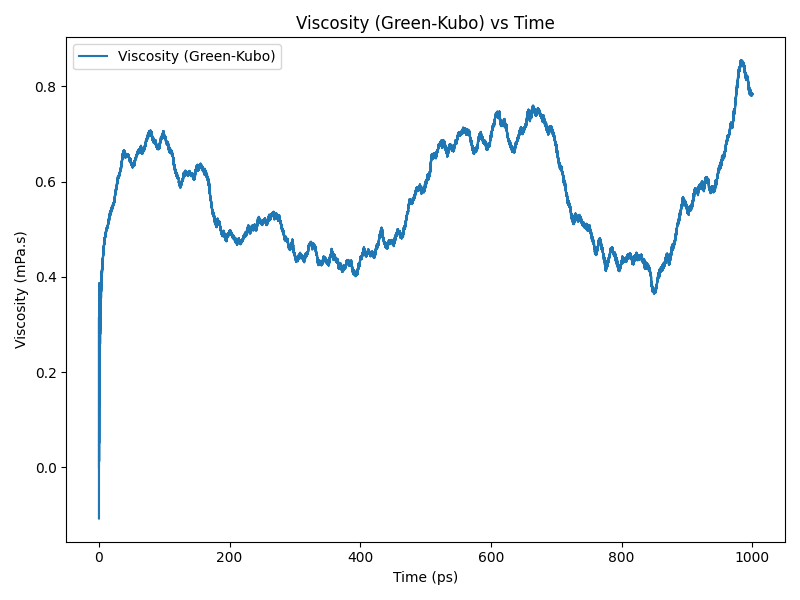 Viscosity (Green-Kubo) vs Time
Viscosity (Green-Kubo)
Viscosity (mPa.s)
0.8
0.6
0.4
0.2
0.0
0 200 400 600 800 1000
Time (ps)